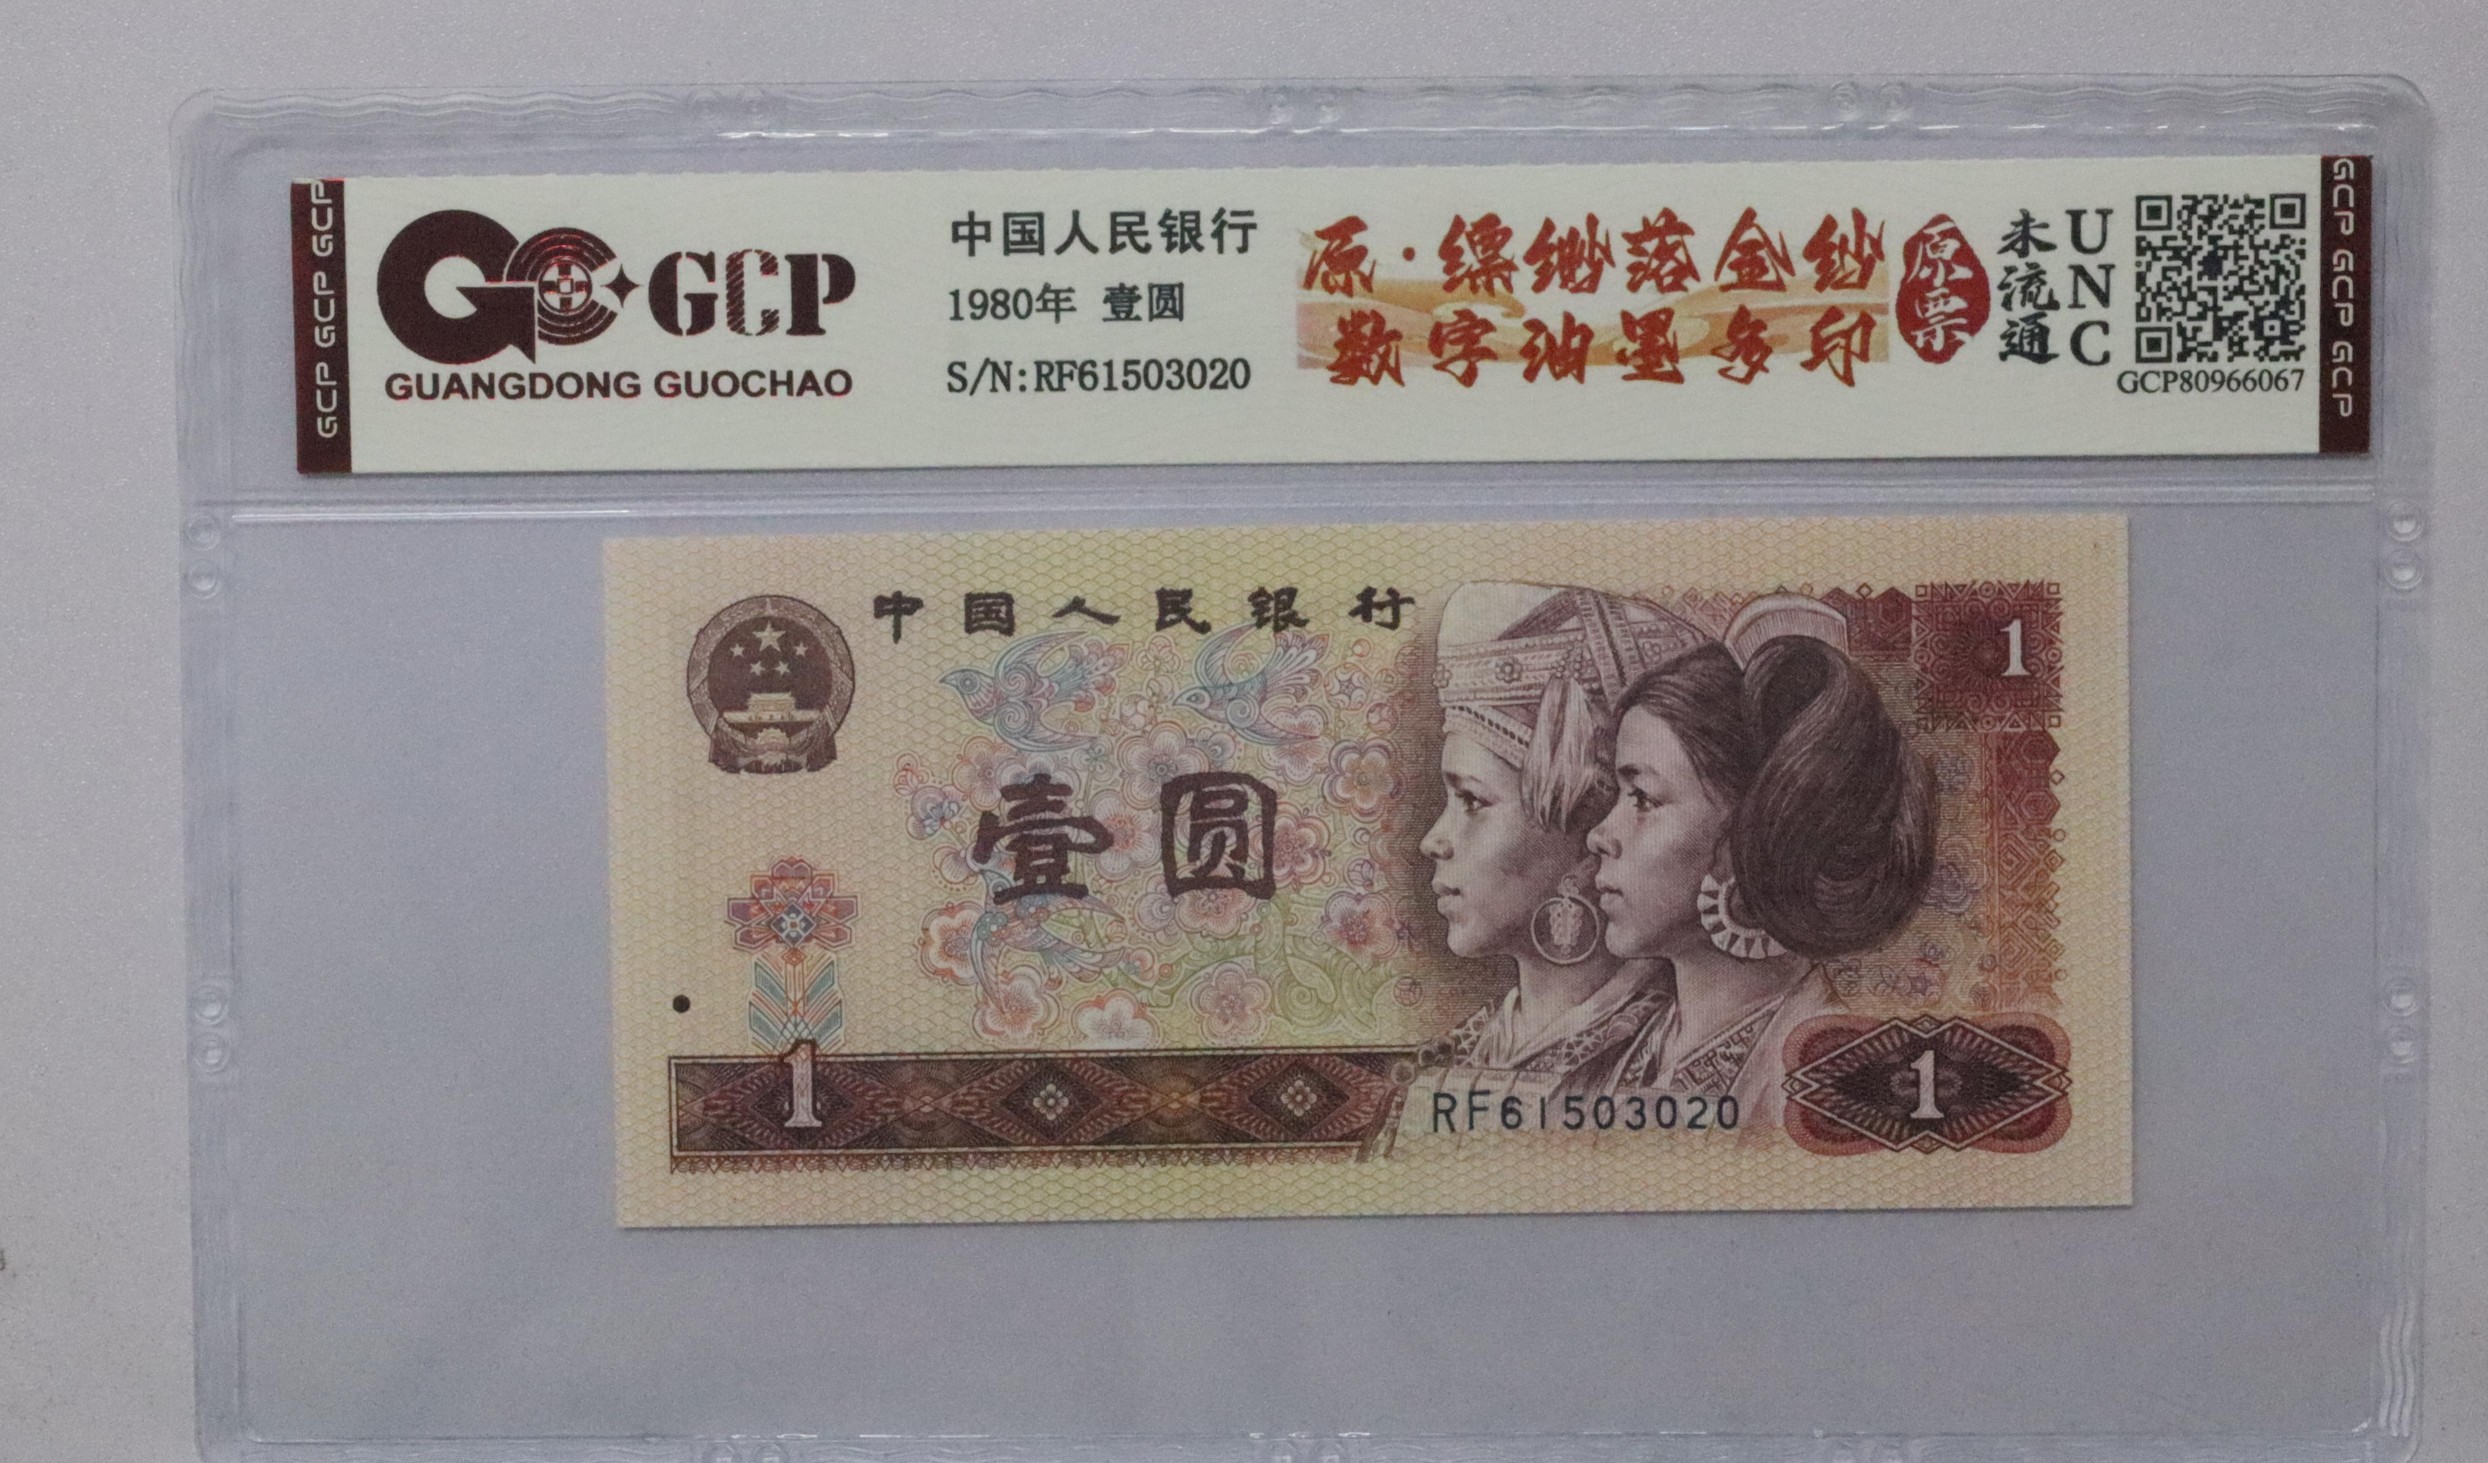 GCP GCP GCP
GCP
GUANGDONG GUOCHAO
中国人民银行
1980年 壹圆
S/N:RF61503020
原·缥缈落金纱
数字油墨多印
原票
未流通
UNC
GCP80966067
GCP GCP GCP
中国人民银行
1
壹圆
1
RF61503020
1